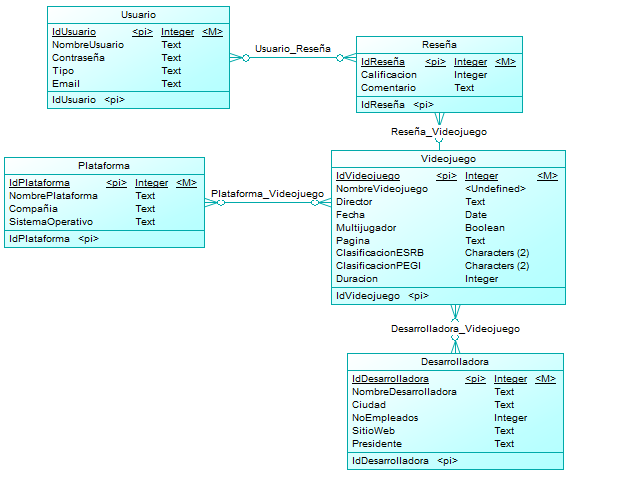 Usuario
IdUsuario <pi> Integer <M>
NombreUsuario Text
Contraseña Text
Tipo Text
Email Text
IdUsuario <pi>
Usuario_Reseña
Reseña
IdReseña <pi> Integer <M>
Calificacion Integer
Comentario Text
IdReseña <pi>
Reseña_Videojuego
Plataforma
IdPlataforma <pi> Integer <M>
NombrePlataforma Text
Compañia Text
SistemaOperativo Text
IdPlataforma <pi>
Plataforma_Videojuego
Videojuego
IdVideojuego <pi> Integer <M>
NombreVideojuego <Undefined>
Director Text
Fecha Date
Multijugador Boolean
Pagina Text
ClasificacionESRB Characters (2)
ClasificacionPEGI Characters (2)
Duracion Integer
IdVideojuego <pi>
Desarrolladora_Videojuego
Desarrolladora
IdDesarrolladora <pi> Integer <M>
NombreDesarrolladora Text
Ciudad Text
NoEmpleados Integer
SitioWeb Text
Presidente Text
IdDesarrolladora <pi>